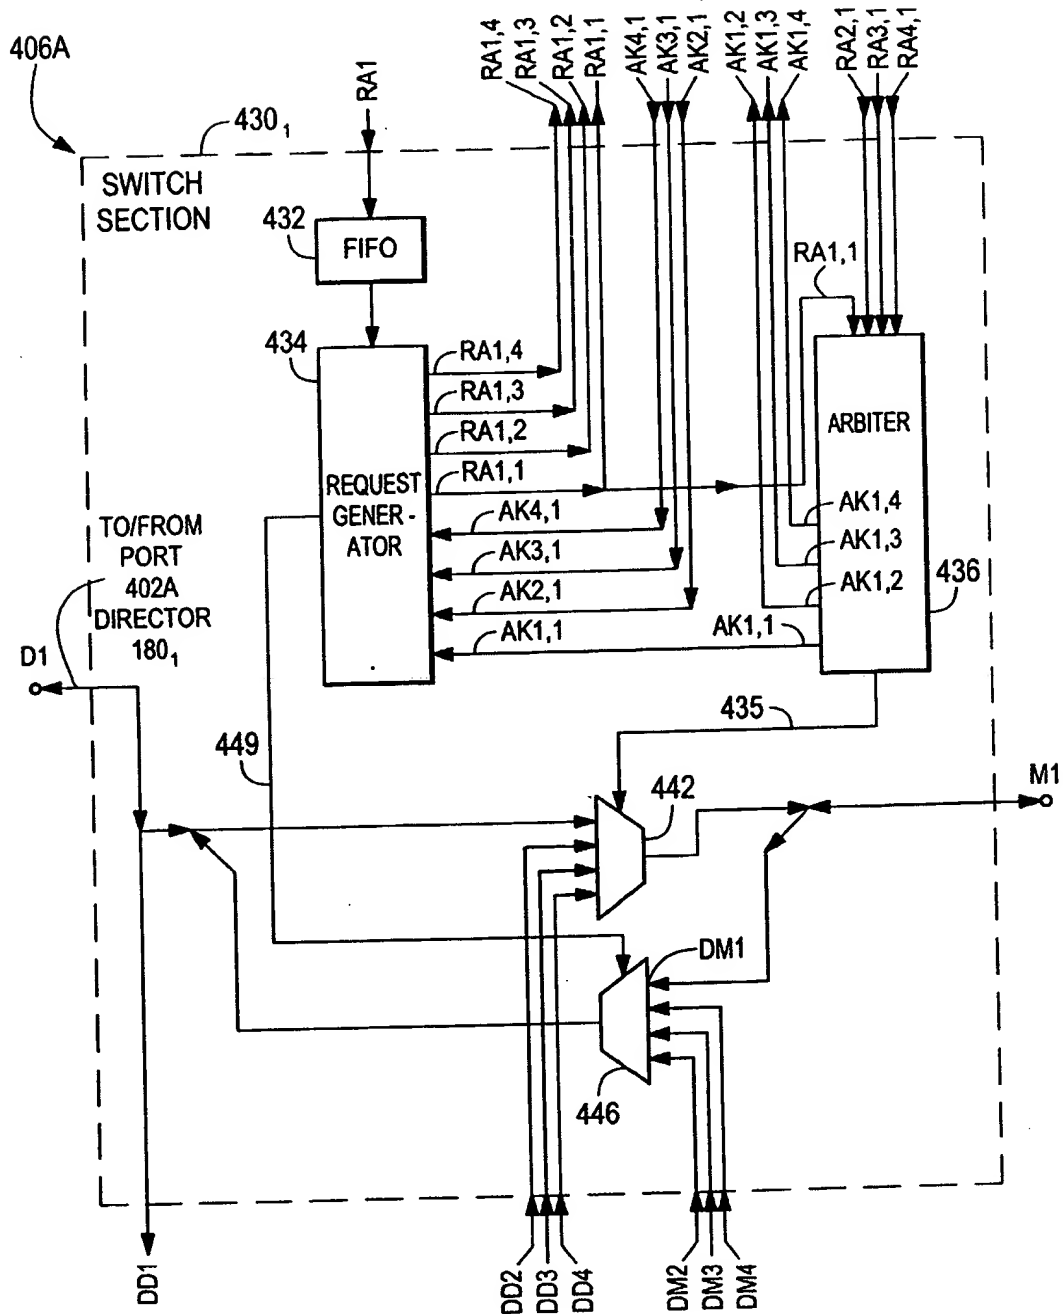 406A
430₁
RA1
RA1,4
RA1,3
RA1,2
RA1,1
AK4,1
AK3,1
AK2,1
AK1,2
AK1,3
AK1,4
RA2,1
RA3,1
RA4,1
SWITCH
SECTION
432
FIFO
RA1,1
434
RA1,4
RA1,3
RA1,2
RA1,1
REQUEST
GENER-
ATOR
AK4,1
AK3,1
AK2,1
AK1,1
ARBITER
AK1,4
AK1,3
AK1,2
AK1,1
436
TO/FROM
PORT
402A
DIRECTOR
180₁
D1
449
435
442
M1
DM1
446
DD1
DD2
DD3
DD4
DM2
DM3
DM4